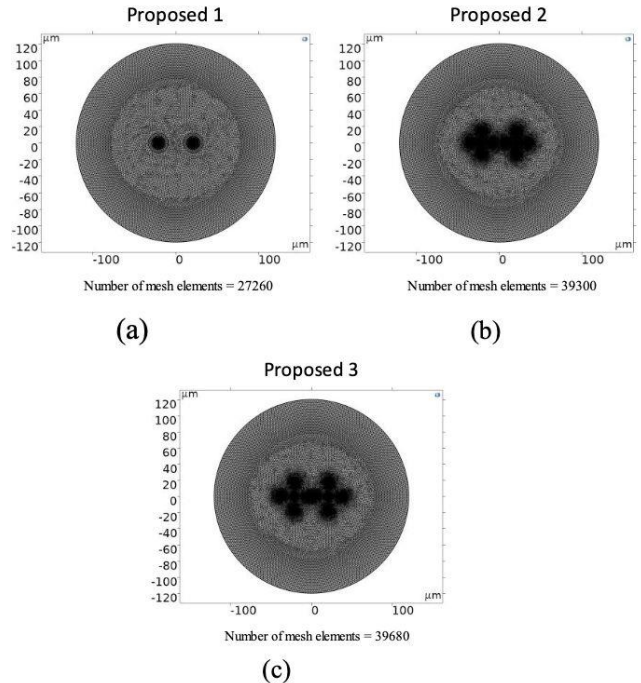 Proposed 1
μm
120
100
80
60
40
20
0
-20
-40
-60
-80
-100
-120
μm
-100 0 100
Number of mesh elements = 27260
(a)
Proposed 2
μm
120
100
80
60
40
20
0
-20
-40
-60
-80
-100
-120
μm
-100 0 100
Number of mesh elements = 39300
(b)
Proposed 3
μm
120
100
80
60
40
20
0
-20
-40
-60
-80
-100
-120
μm
-100 0 100
Number of mesh elements = 39680
(c)